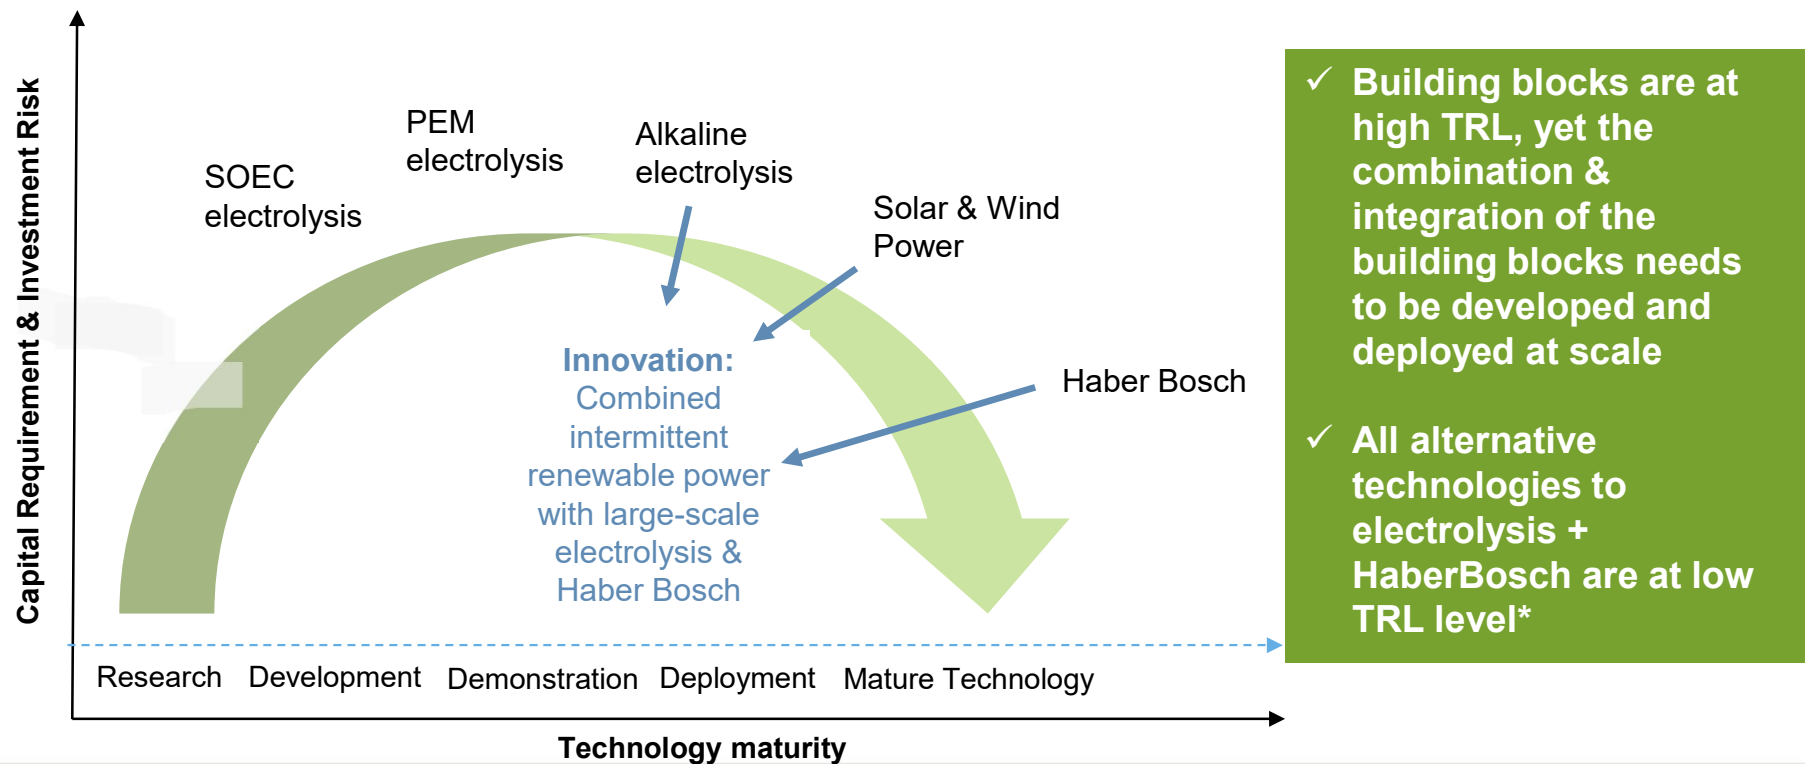 Capital Requirement & Investment Risk
SOEC
electrolysis
PEM
electrolysis
Alkaline
electrolysis
Solar & Wind
Power
Haber Bosch
Innovation:
Combined
intermittent
renewable power
with large-scale
electrolysis &
Haber Bosch
Research
Development
Demonstration
Deployment
Mature Technology
Technology maturity
✓ Building blocks are at
high TRL, yet the
combination &
integration of the
building blocks needs
to be developed and
deployed at scale
✓ All alternative
technologies to
electrolysis +
HaberBosch are at low
TRL level*